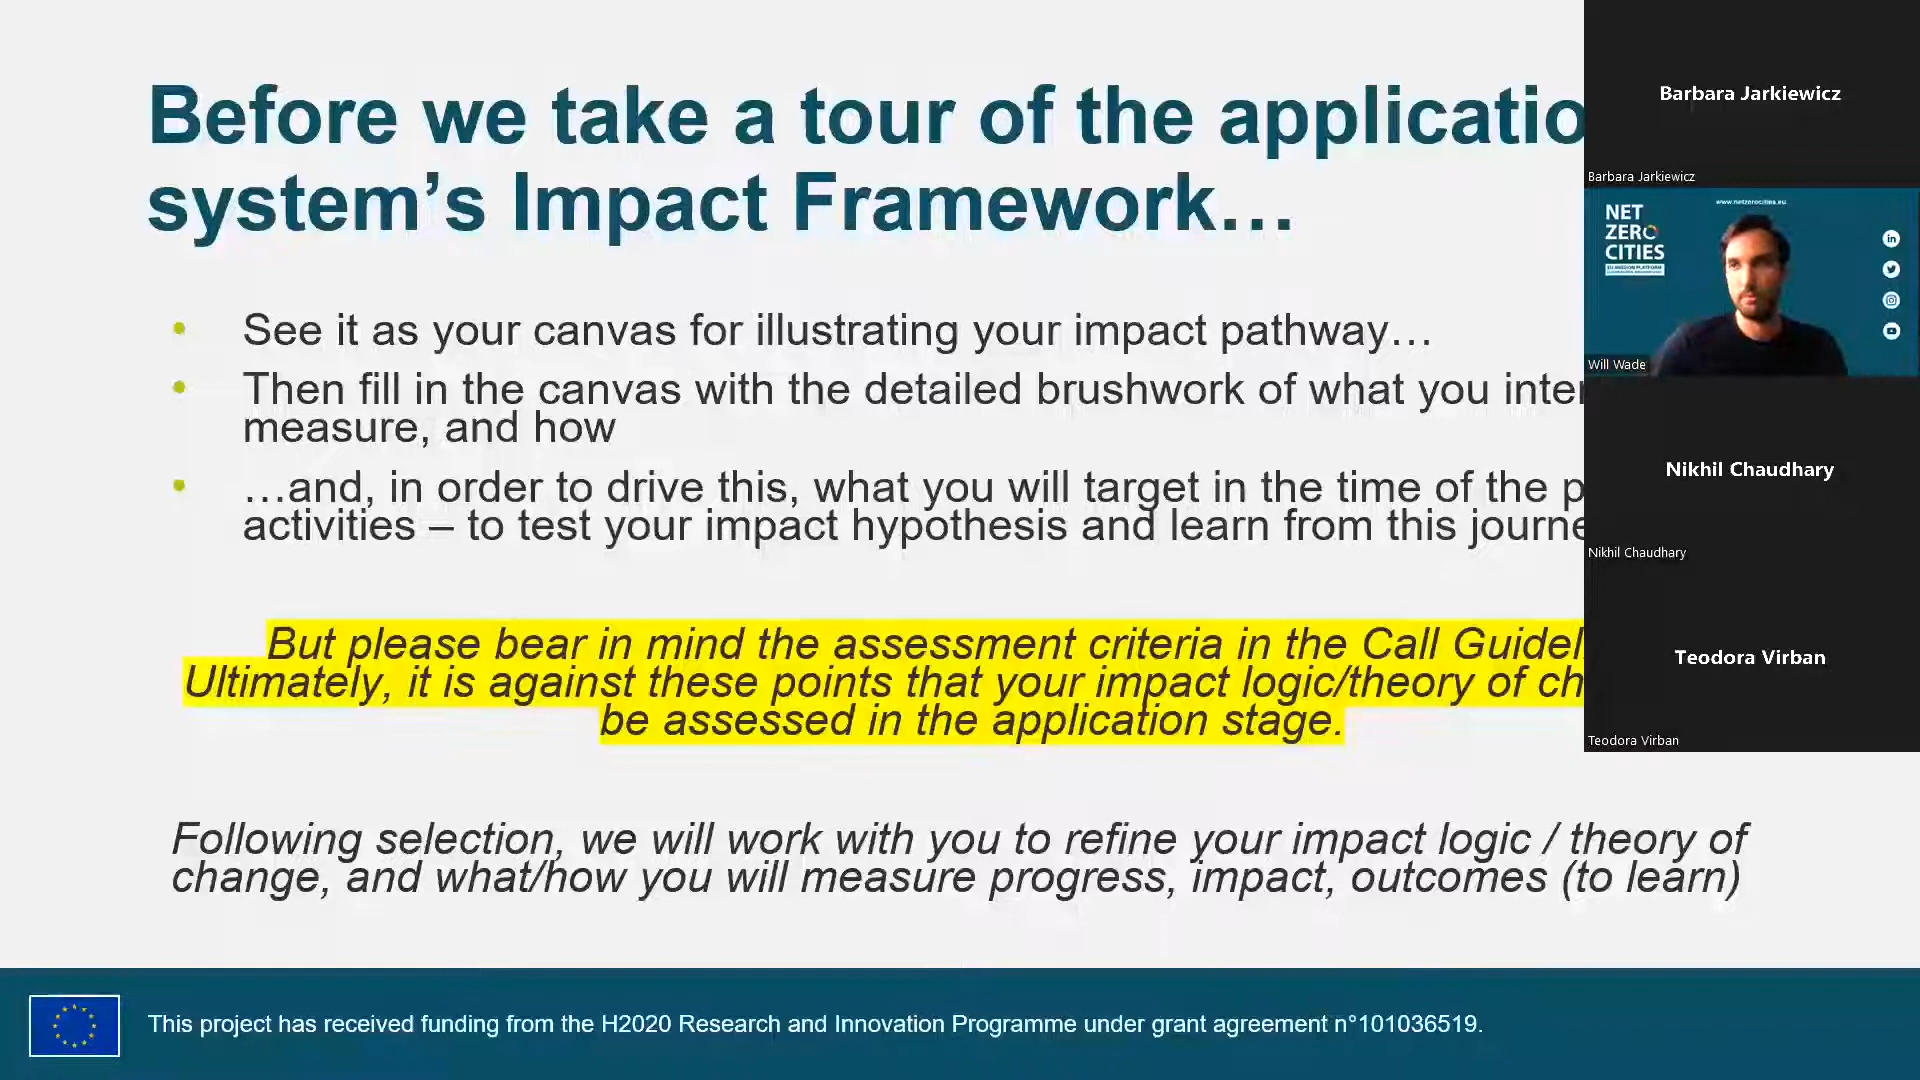 Before we take a tour of the applicatio
system’s Impact Framework…
• See it as your canvas for illustrating your impact pathway…
• Then fill in the canvas with the detailed brushwork of what you inten
measure, and how
• …and, in order to drive this, what you will target in the time of the p
activities – to test your impact hypothesis and learn from this journe
But please bear in mind the assessment criteria in the Call Guidel
Ultimately, it is against these points that your impact logic/theory of ch
be assessed in the application stage.
Following selection, we will work with you to refine your impact logic / theory of
change, and what/how you will measure progress, impact, outcomes (to learn)
This project has received funding from the H2020 Research and Innovation Programme under grant agreement n°101036519.
Barbara Jarkiewicz
Barbara Jarkiewicz
www.netzerocities.eu
NET
ZERO
CITIES
EU MISSION PLATFORM
Will Wade
Nikhil Chaudhary
Nikhil Chaudhary
Teodora Virban
Teodora Virban